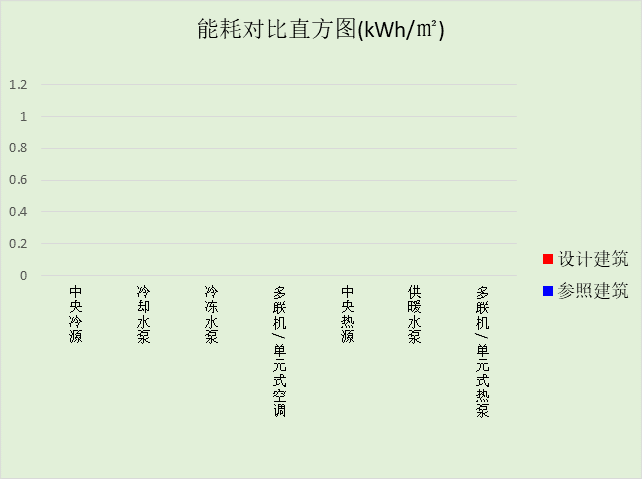 能耗对比直方图(kWh/㎡)
1.2
1
0.8
0.6
0.4
0.2
0
中央冷源
冷却水泵
冷冻水泵
多联机/单元式空调
中央热源
供暖水泵
多联机/单元式热泵
设计建筑
参照建筑